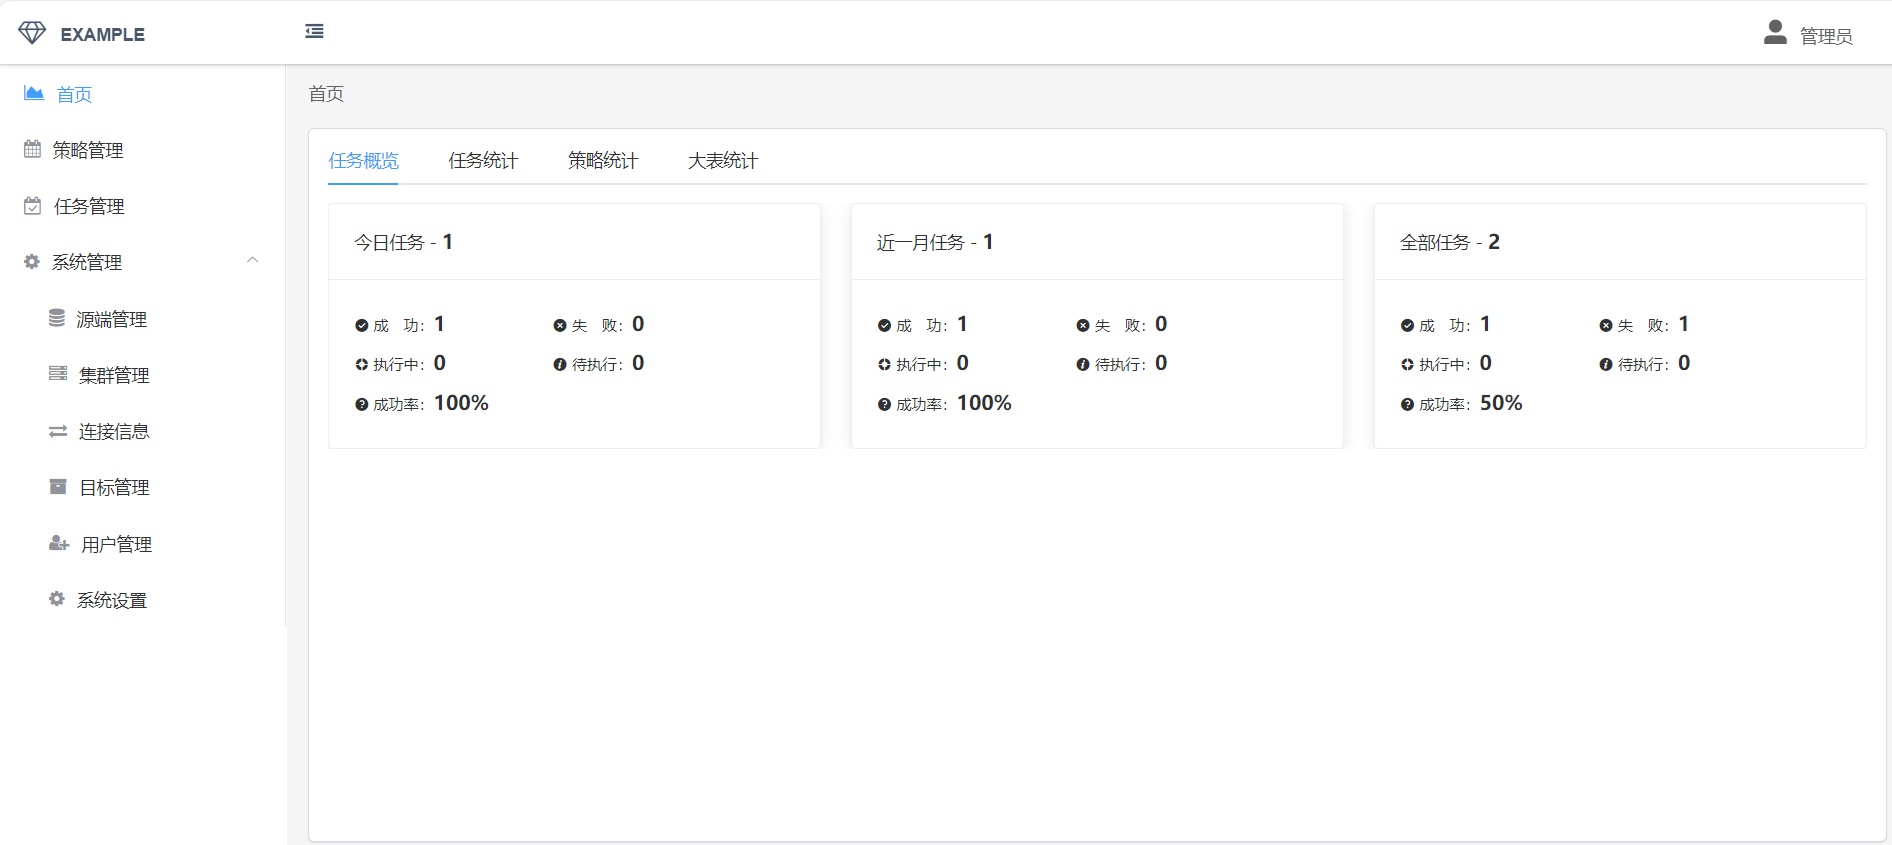 EXAMPLE
管理员
首页
策略管理
任务管理
系统管理
源端管理
集群管理
连接信息
目标管理
用户管理
系统设置
首页
任务概览 任务统计 策略统计 大表统计
今日任务 - 1
成 功： 1 失 败： 0
执行中： 0 待执行： 0
成功率： 100%
近一月任务 - 1
成 功： 1 失 败： 0
执行中： 0 待执行： 0
成功率： 100%
全部任务 - 2
成 功： 1 失 败： 1
执行中： 0 待执行： 0
成功率： 50%